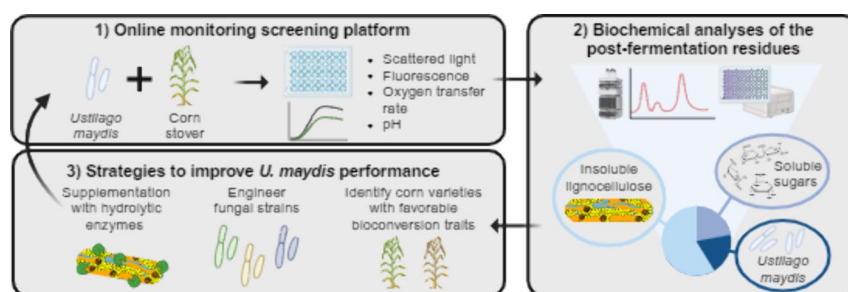 1) Online monitoring screening platform
Ustilago
maydis
Corn
stover
• Scattered light
• Fluorescence
• Oxygen transfer
rate
• pH
2) Biochemical analyses of the
post-fermentation residues
Insoluble
lignocellulose
Soluble
sugars
Ustilago
maydis
3) Strategies to improve U. maydis performance
Supplementation
with hydrolytic
enzymes
Engineer
fungal strains
Identify corn varieties
with favorable
bioconversion traits